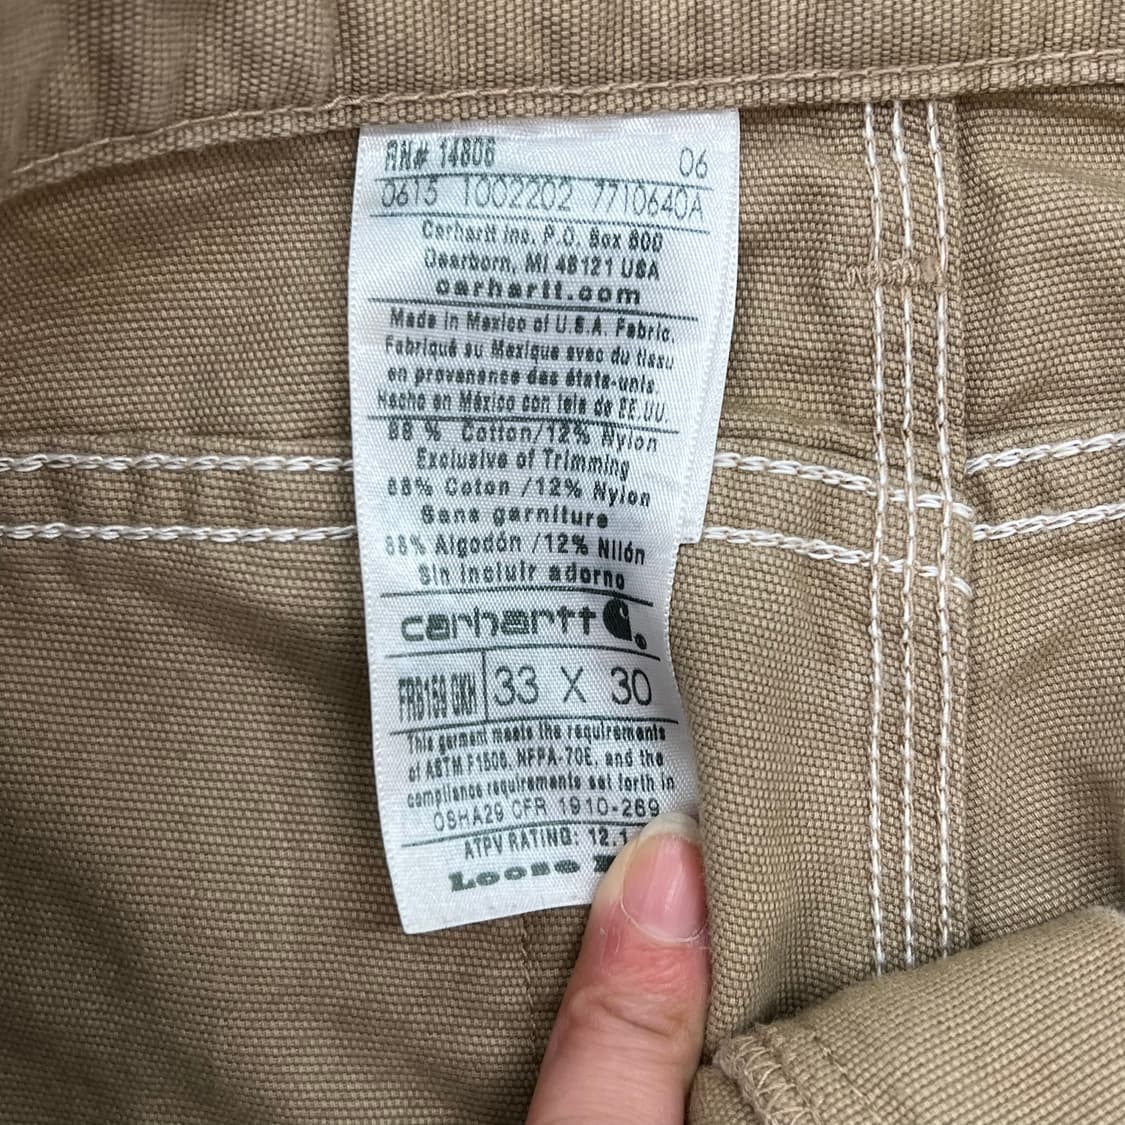 RN# 14806 06
0615 1002202 7710640A
Carhartt Inc. P.O. Box 600
Dearborn, MI 48121 USA
carhartt.com
Made in Mexico of U.S.A. Fabric.
Fabriqué au Mexique avec du tissu
en provenance des états-unis.
Hecho en México con tela de EE.UU.
88 % Cotton/12% Nylon
Exclusive of Trimming
88% Coton /12% Nylon
Sans garniture
88% Algodón /12% Nilón
Sin incluir adorno
carhartt
FRB159 GKH 33 X 30
This garment meets the requirements
of ASTM F1506, NFPA-70E, and the
compliance requirements set forth in
OSHA29 CFR 1910-269
ATPV RATING: 12.1
Loose